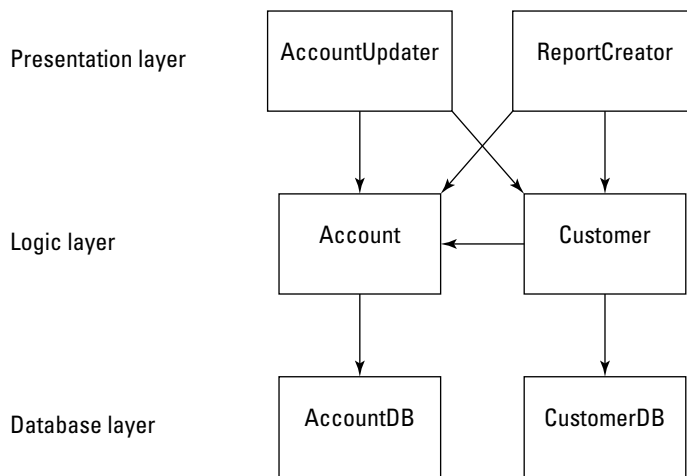 Presentation layer
AccountUpdater
ReportCreator
Logic layer
Account
Customer
Database layer
AccountDB
CustomerDB